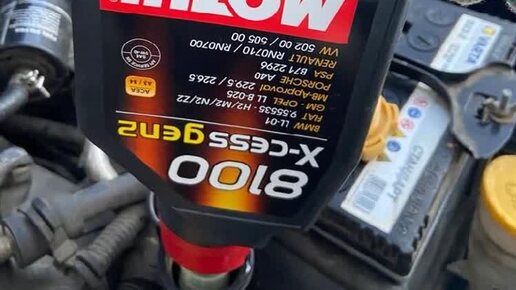 MOTUL
8100
X-cess gen2
ACEA
A3 / B4
BMW LL-01
FIAT 9.55535 - H2/M2/N2/Z2
GM - OPEL LL B-025
MB-Approval 229.5 / 226.5
PORSCHE A40
PSA B71 2296
RENAULT RN0710 / RN0700
VW 502 00 / 505 00
СТАНДАРТ